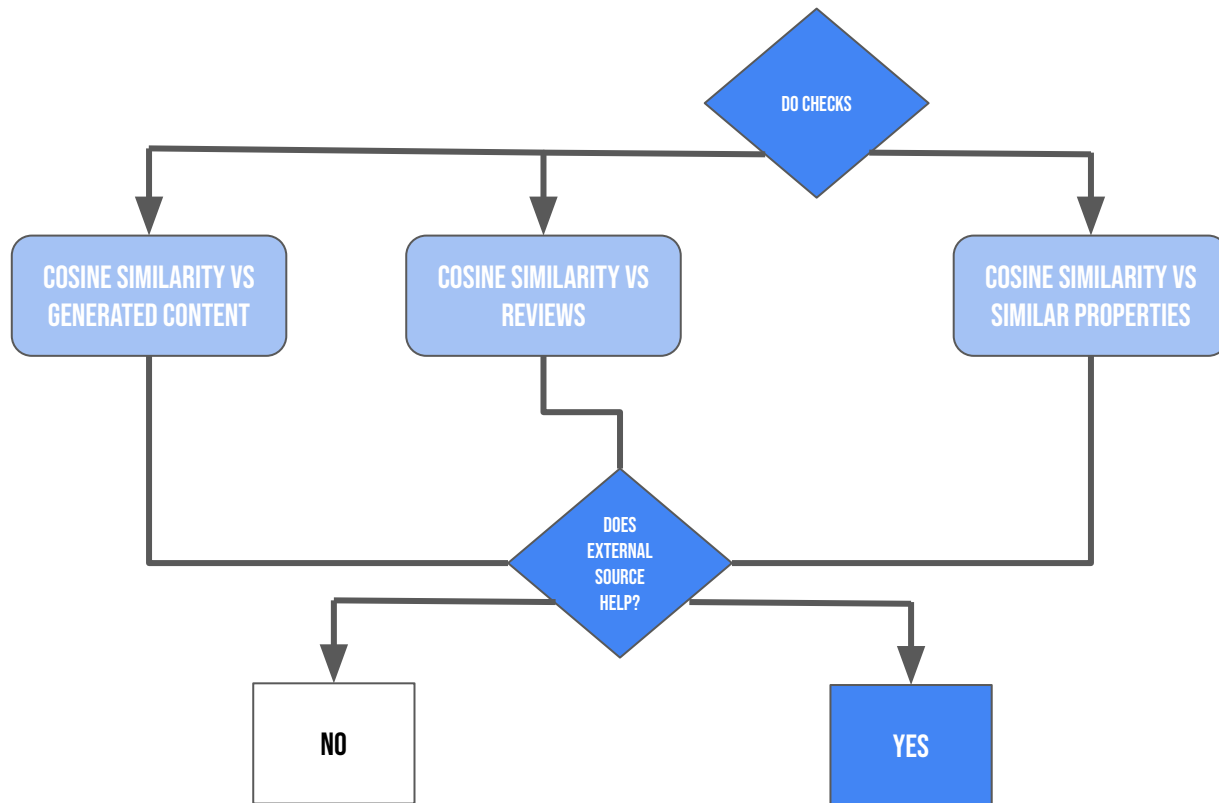 DO CHECKS
COSINE SIMILARITY VS
GENERATED CONTENT
COSINE SIMILARITY VS
REVIEWS
COSINE SIMILARITY VS
SIMILAR PROPERTIES
DOES
EXTERNAL
SOURCE
HELP?
NO
YES